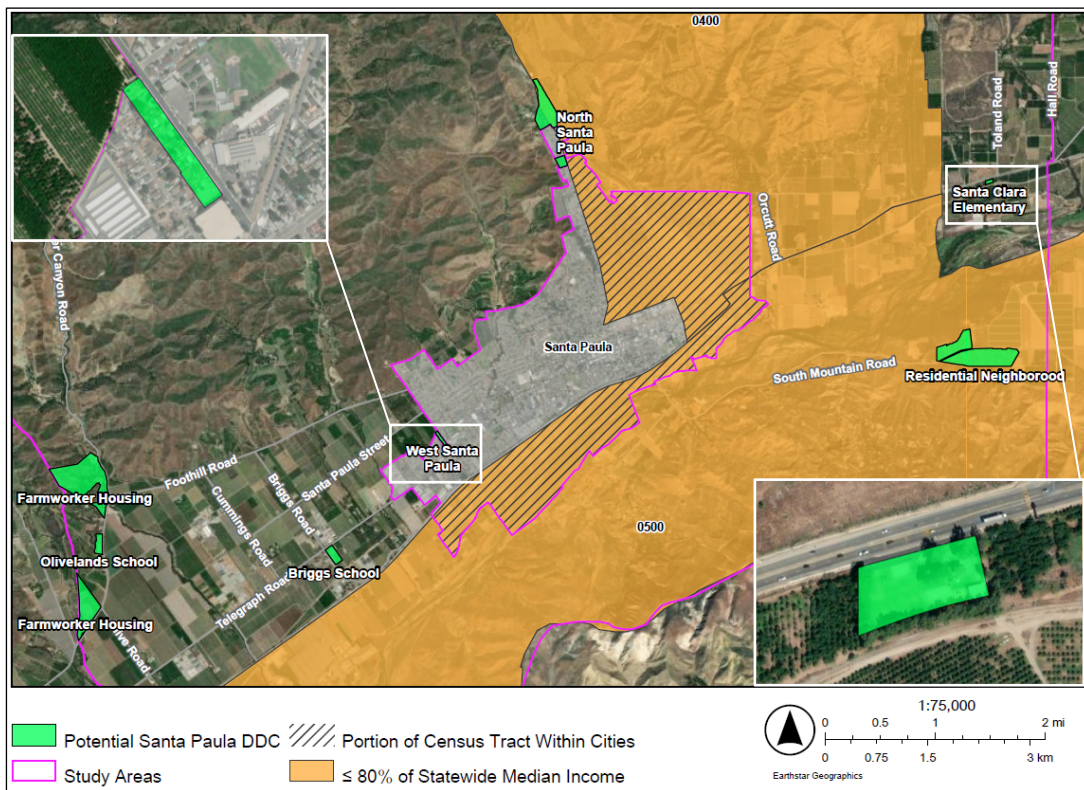 0400
Toland Road
Hall Road
North
Santa
Paula
Santa Clara
Elementary
Orcutt Road
er Canyon Road
Santa Paula
South Mountain Road
Residential Neighborood
West Santa
Paula
Foothill Road
Santa Paula Street
Briggs Road
Cummings Road
Farmworker Housing
0500
Olivelands School
Briggs School
Telegraph Road
Farmworker Housing
live Road
Potential Santa Paula DDC
Portion of Census Tract Within Cities
Study Areas
≤ 80% of Statewide Median Income
1:75,000
0 0.5 1 2 mi
0 0.75 1.5 3 km
Earthstar Geographics